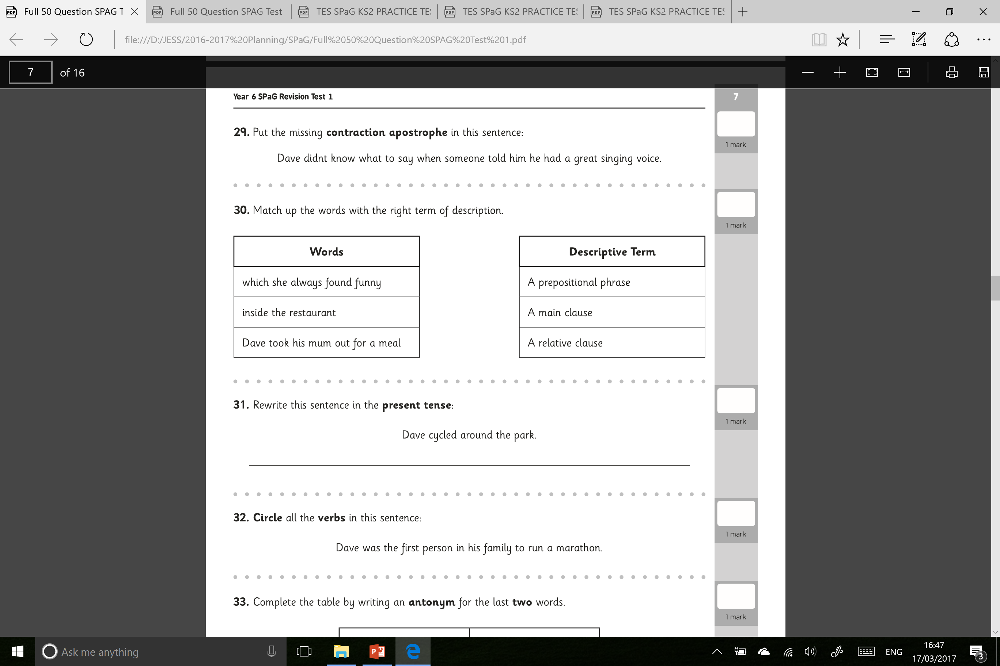 Full 50 Question SPAG T
Full 50 Question SPAG Test
TES SPaG KS2 PRACTICE TES
TES SPaG KS2 PRACTICE TES
TES SPaG KS2 PRACTICE TES
file:///D:/JESS/2016-2017%20Planning/SPaG/Full%2050%20Question%20SPAG%20Test%201.pdf
7 of 16
Year 6 SPaG Revision Test 1
7
29. Put the missing contraction apostrophe in this sentence:
1 mark
Dave didnt know what to say when someone told him he had a great singing voice.
30. Match up the words with the right term of description.
1 mark
Words
Descriptive Term
which she always found funny
A prepositional phrase
inside the restaurant
A main clause
Dave took his mum out for a meal
A relative clause
31. Rewrite this sentence in the present tense:
1 mark
Dave cycled around the park.
32. Circle all the verbs in this sentence:
1 mark
Dave was the first person in his family to run a marathon.
33. Complete the table by writing an antonym for the last two words.
1 mark
Ask me anything
ENG
16:47
17/03/2017
3